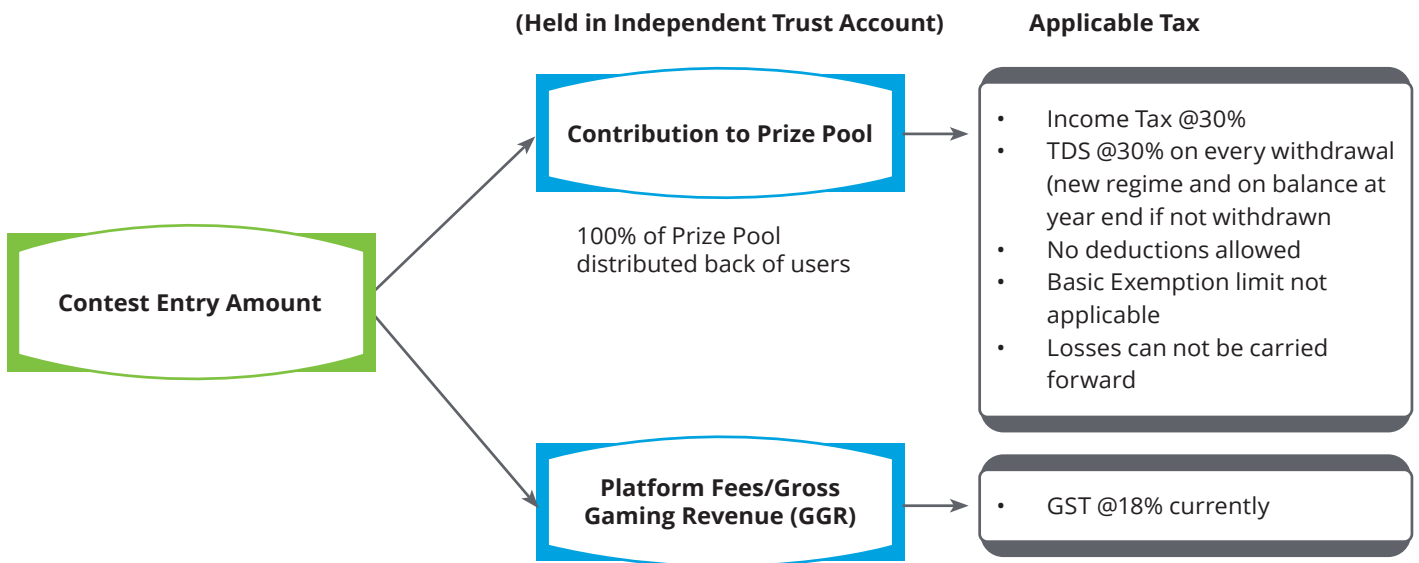 (Held in Independent Trust Account)
Applicable Tax
Contest Entry Amount
Contribution to Prize Pool
100% of Prize Pool
distributed back of users
• Income Tax @30%
• TDS @30% on every withdrawal
(new regime and on balance at
year end if not withdrawn
• No deductions allowed
• Basic Exemption limit not
applicable
• Losses can not be carried
forward
Platform Fees/Gross
Gaming Revenue (GGR)
• GST @18% currently